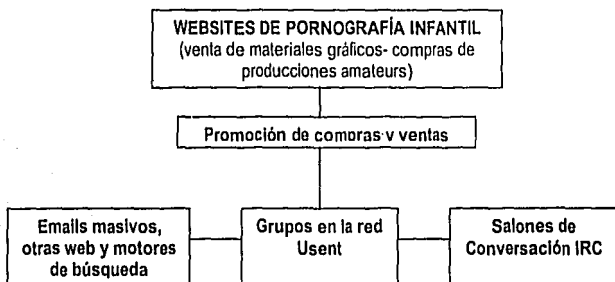 WEBSITES DE PORNOGRAFÍA INFANTIL
(venta de materiales gráficos- compras de
producciones amateurs)
Promoción de compras v ventas
Emails masivos,
otras web y motores
de búsqueda
Grupos en la red
Usent
Salones de
Conversación IRC